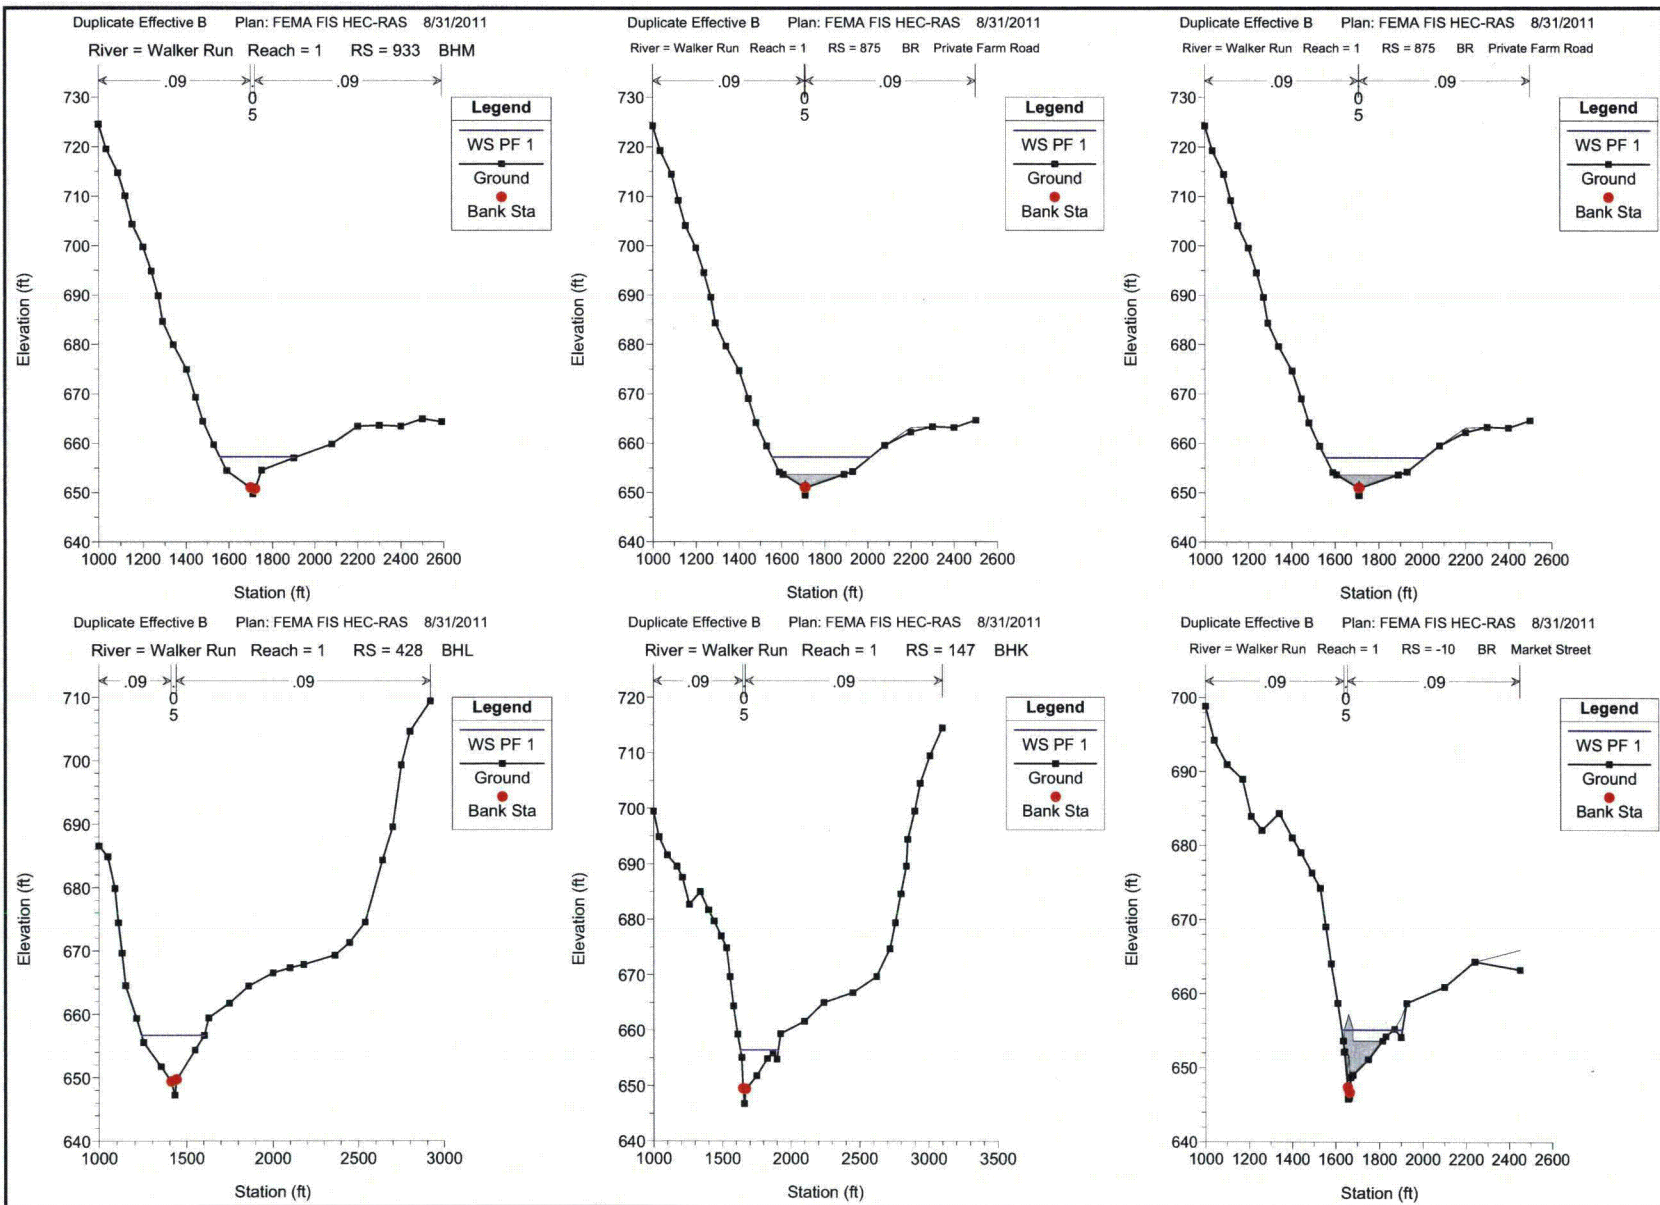 Duplicate Effective B Plan: FEMA FIS HEC-RAS 8/31/2011
River = Walker Run Reach = 1 RS = 933 BHM
.09 .09
.0
5
730
720
710
700
690
680
670
660
650
640
Elevation (ft)
1000 1200 1400 1600 1800 2000 2200 2400 2600
Station (ft)
Legend
WS PF 1
Ground
Bank Sta
Duplicate Effective B Plan: FEMA FIS HEC-RAS 8/31/2011
River = Walker Run Reach = 1 RS = 875 BR Private Farm Road
.09 .09
.0
5
730
720
710
700
690
680
670
660
650
640
Elevation (ft)
1000 1200 1400 1600 1800 2000 2200 2400 2600
Station (ft)
Legend
WS PF 1
Ground
Bank Sta
Duplicate Effective B Plan: FEMA FIS HEC-RAS 8/31/2011
River = Walker Run Reach = 1 RS = 875 BR Private Farm Road
.09 .09
.0
5
730
720
710
700
690
680
670
660
650
640
Elevation (ft)
1000 1200 1400 1600 1800 2000 2200 2400 2600
Station (ft)
Legend
WS PF 1
Ground
Bank Sta
Duplicate Effective B Plan: FEMA FIS HEC-RAS 8/31/2011
River = Walker Run Reach = 1 RS = 428 BHL
.09 .09
.0
5
710
700
690
680
670
660
650
640
Elevation (ft)
1000 1500 2000 2500 3000
Station (ft)
Legend
WS PF 1
Ground
Bank Sta
Duplicate Effective B Plan: FEMA FIS HEC-RAS 8/31/2011
River = Walker Run Reach = 1 RS = 147 BHK
.09 .09
.0
5
720
710
700
690
680
670
660
650
640
Elevation (ft)
1000 1500 2000 2500 3000 3500
Station (ft)
Legend
WS PF 1
Ground
Bank Sta
Duplicate Effective B Plan: FEMA FIS HEC-RAS 8/31/2011
River = Walker Run Reach = 1 RS = -10 BR Market Street
.09 .09
.0
5
700
690
680
670
660
650
640
Elevation (ft)
1000 1200 1400 1600 1800 2000 2200 2400 2600
Station (ft)
Legend
WS PF 1
Ground
Bank Sta